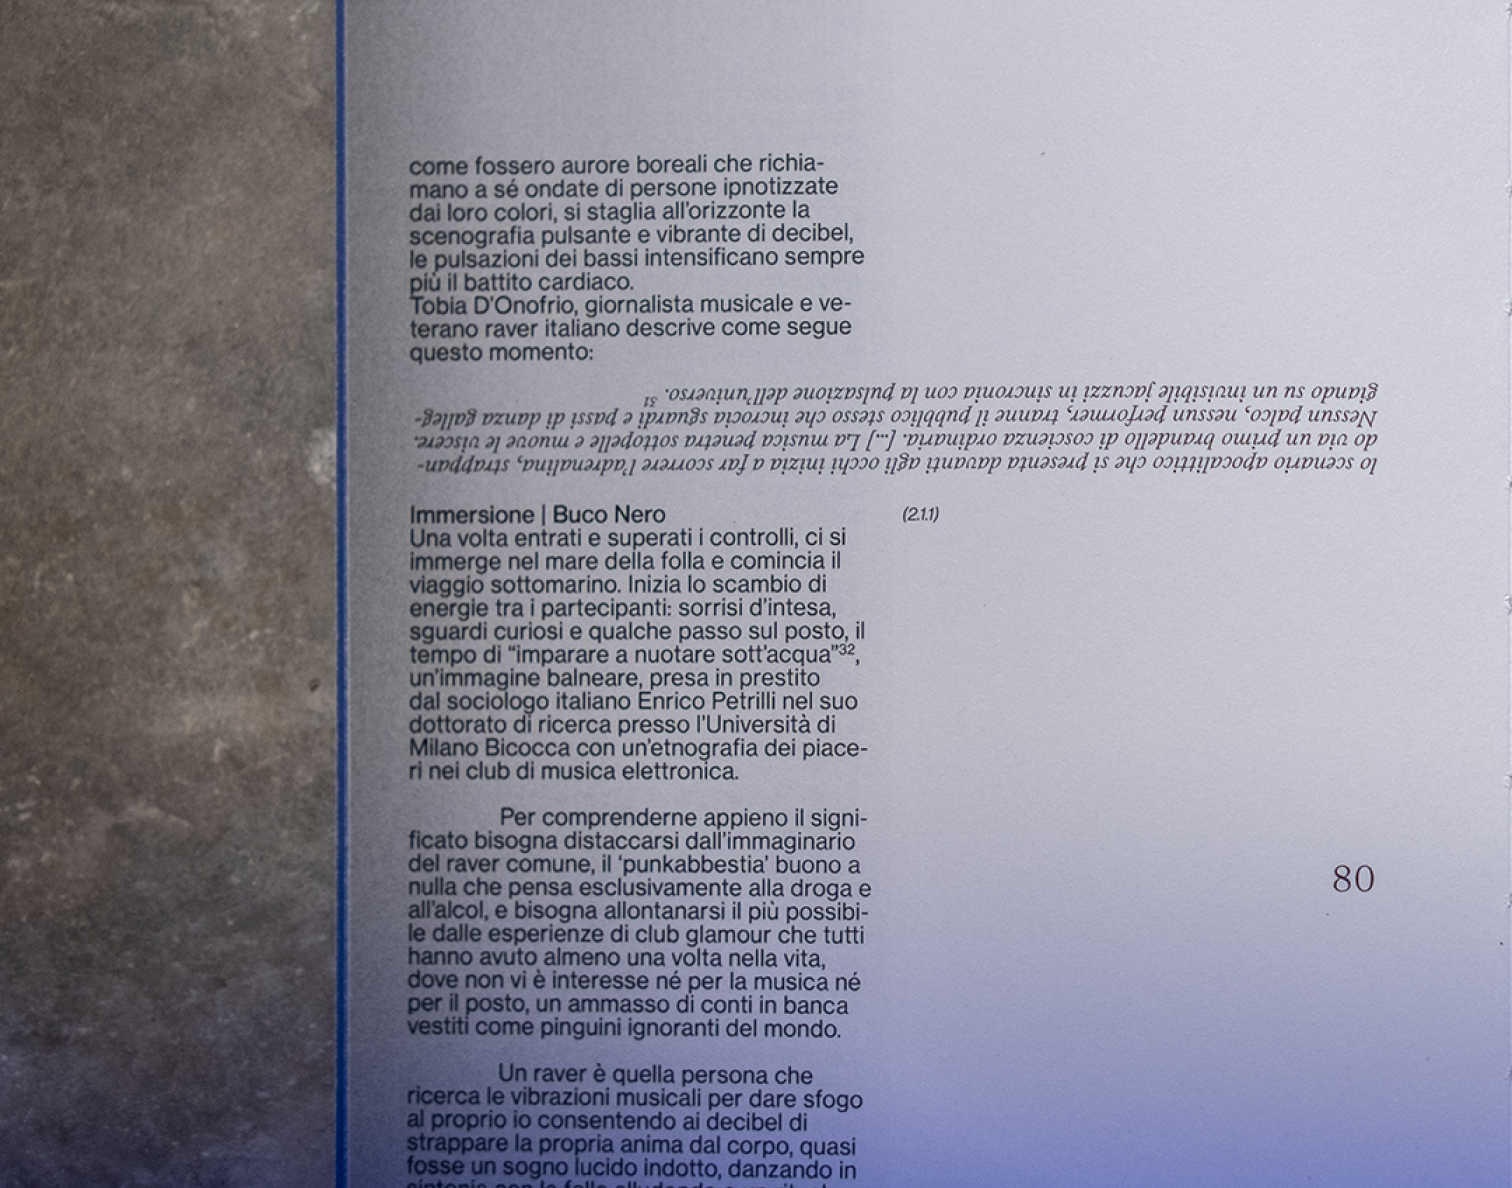 come fossero aurore boreali che richia-
mano a sé ondate di persone ipnotizzate
dai loro colori, si staglia all'orizzonte la
scenografia pulsante e vibrante di decibel,
le pulsazioni dei bassi intensificano sempre
più il battito cardiaco.
Tobia D'Onofrio, giornalista musicale e ve-
terano raver italiano descrive come segue
questo momento:
lo scenario apocalittico che si presenta davanti agli occhi inizia a far scorrere l'adrenalina, strappan-
do via un primo brandello di coscienza ordinaria. [...] La musica penetra sottopelle e muove le viscere.
Nessun palco, nessun performer, tranne il pubblico stesso che incrocia sguardi e passi di danza galleg-
giando su un invisibile jacuzzi in sincronia con la pulsazione dell'universo. 31
Immersione | Buco Nero
(2.1.1)
Una volta entrati e superati i controlli, ci si
immerge nel mare della folla e comincia il
viaggio sottomarino. Inizia lo scambio di
energie tra i partecipanti: sorrisi d'intesa,
sguardi curiosi e qualche passo sul posto, il
tempo di “imparare a nuotare sott'acqua”32,
un'immagine balneare, presa in prestito
dal sociologo italiano Enrico Petrilli nel suo
dottorato di ricerca presso l'Università di
Milano Bicocca con un'etnografia dei piace-
ri nei club di musica elettronica.
Per comprenderne appieno il signi-
ficato bisogna distaccarsi dall'immaginario
del raver comune, il ‘punkabbestia’ buono a
nulla che pensa esclusivamente alla droga e
all'alcol, e bisogna allontanarsi il più possibi-
le dalle esperienze di club glamour che tutti
hanno avuto almeno una volta nella vita,
dove non vi è interesse né per la musica né
per il posto, un ammasso di conti in banca
vestiti come pinguini ignoranti del mondo.
80
Un raver è quella persona che
ricerca le vibrazioni musicali per dare sfogo
al proprio io consentendo ai decibel di
strappare la propria anima dal corpo, quasi
fosse un sogno lucido indotto, danzando in